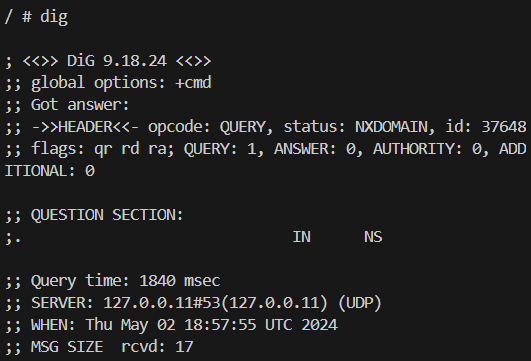 / # dig
; <<>> DiG 9.18.24 <<>>
;; global options: +cmd
;; Got answer:
;; ->>HEADER<<- opcode: QUERY, status: NXDOMAIN, id: 37648
;; flags: qr rd ra; QUERY: 1, ANSWER: 0, AUTHORITY: 0, ADD
ITIONAL: 0
;; QUESTION SECTION:
;. IN NS
;; Query time: 1840 msec
;; SERVER: 127.0.0.11#53(127.0.0.11) (UDP)
;; WHEN: Thu May 02 18:57:55 UTC 2024
;; MSG SIZE rcvd: 17